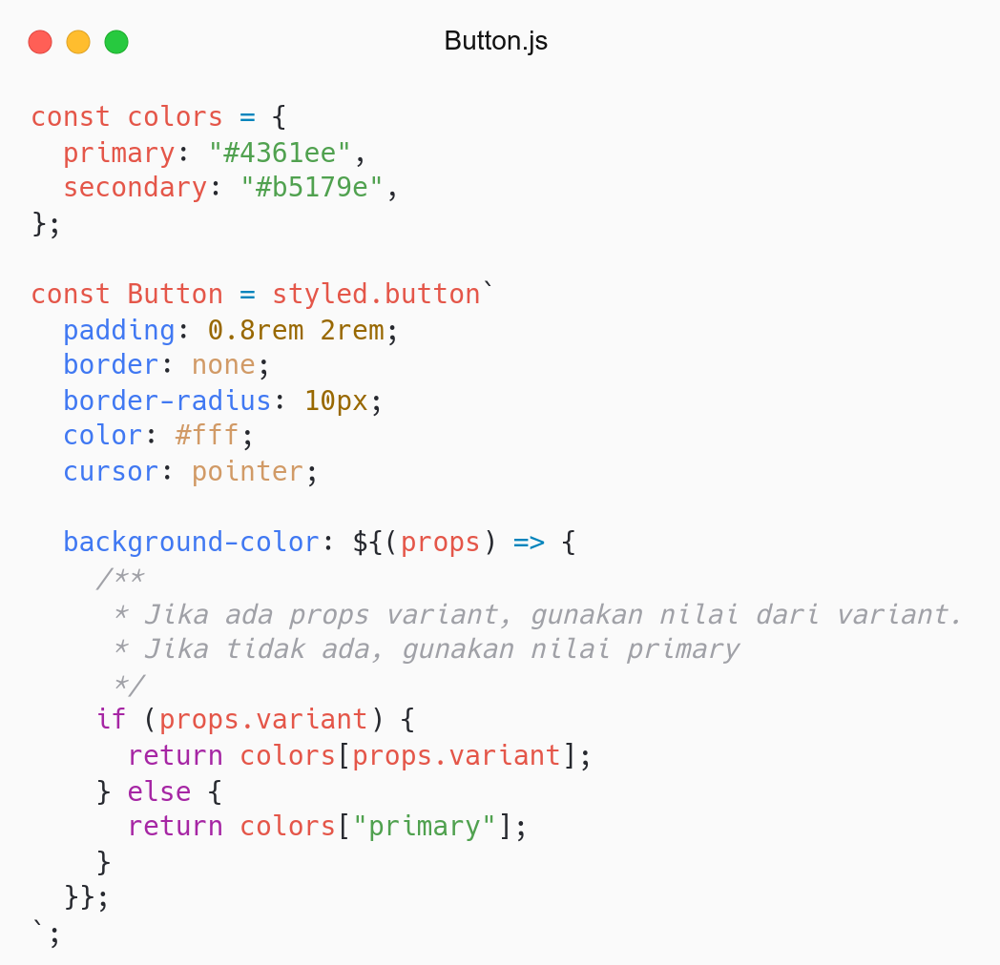 Button.js
const colors = {
  primary: "#4361ee",
  secondary: "#b5179e",
};

const Button = styled.button`
  padding: 0.8rem 2rem;
  border: none;
  border-radius: 10px;
  color: #fff;
  cursor: pointer;

  background-color: ${(props) => {
    /**
     * Jika ada props variant, gunakan nilai dari variant.
     * Jika tidak ada, gunakan nilai primary
     */
    if (props.variant) {
      return colors[props.variant];
    } else {
      return colors["primary"];
    }
  }};
`;